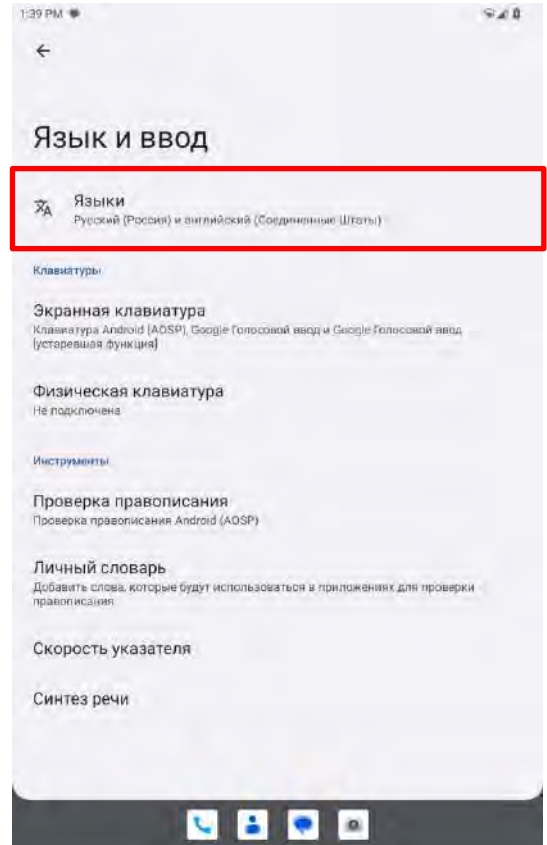 1:39 PM
Язык и ввод
Языки
Русский (Россия) и английский (Соединенные Штаты)
Клавиатуры
Экранная клавиатура
Клавиатура Android (AOSP), Google Голосовой ввод и Google Голосовой ввод
[устаревшая функция]
Физическая клавиатура
Не подключена
Инструменты
Проверка правописания
Проверка правописания Android (AOSP)
Личный словарь
Добавить слова, которые будут использоваться в приложениях для проверки
правописания
Скорость указателя
Синтез речи